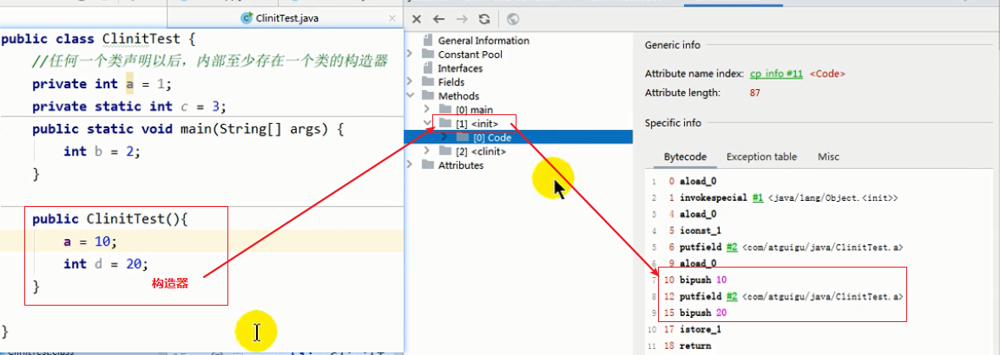 ClinitTest.java
public class ClinitTest {
//任何一个类声明以后，内部至少存在一个类的构造器
private int a = 1;
private static int c = 3;
public static void main(String[] args) {
int b = 2;
}
public ClinitTest(){
a = 10;
int d = 20;
}
构造器
}
General Information
Constant Pool
Interfaces
Fields
Methods
[0] main
[1] <init>
[0] Code
[2] <clinit>
Attributes
Generic info
Attribute name index: cp info #11 <Code>
Attribute length: 87
Specific info
Bytecode Exception table Misc
1 0 aload_0
2 1 invokespecial #1 <java/lang/Object.<init>>
3 4 aload_0
4 5 iconst_1
5 6 putfield #2 <com/atguigu/java/ClinitTest.a>
6 9 aload_0
7 10 bipush 10
8 12 putfield #2 <com/atguigu/java/ClinitTest.a>
9 15 bipush 20
10 17 istore_1
11 18 return